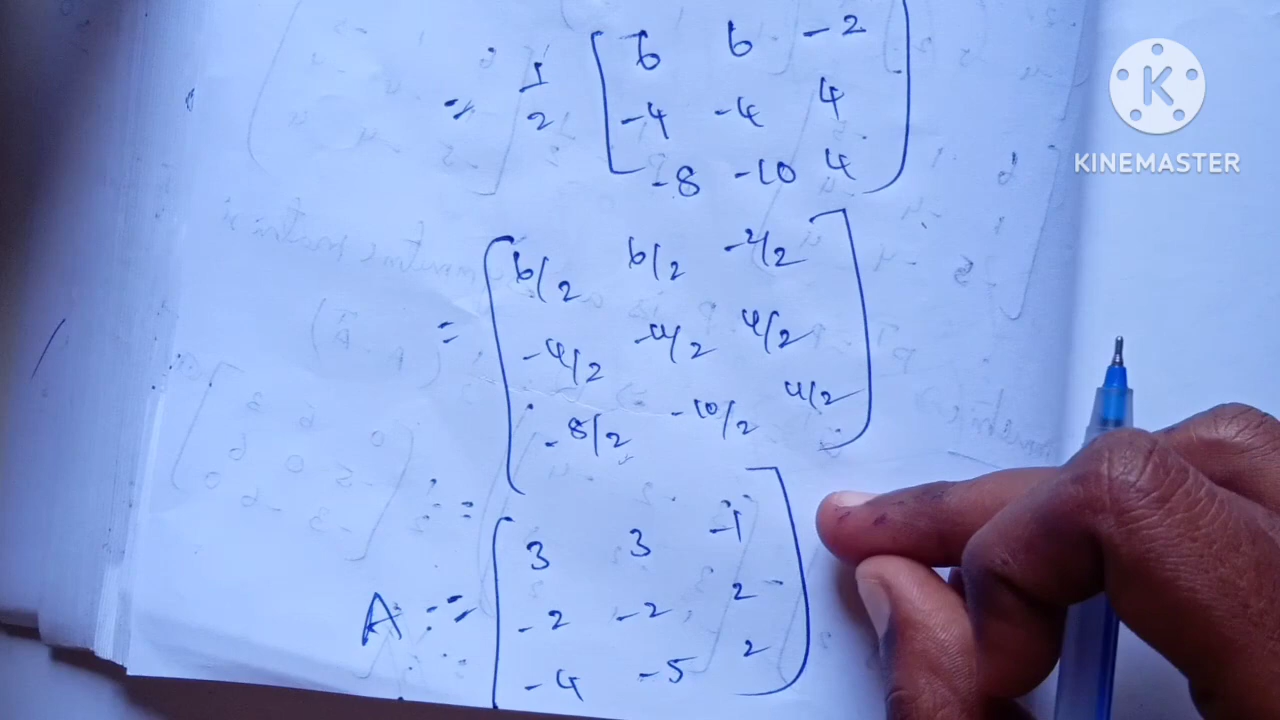 = 1/2 [ 6 6 -2
-4 -4 4
-8 -10 4 ]
= [ 6/2 6/2 -2/2
-4/2 -4/2 4/2
-8/2 -10/2 4/2 ]
A = [ 3 3 -1
-2 -2 2
-4 -5 2 ]
K
KINEMASTER